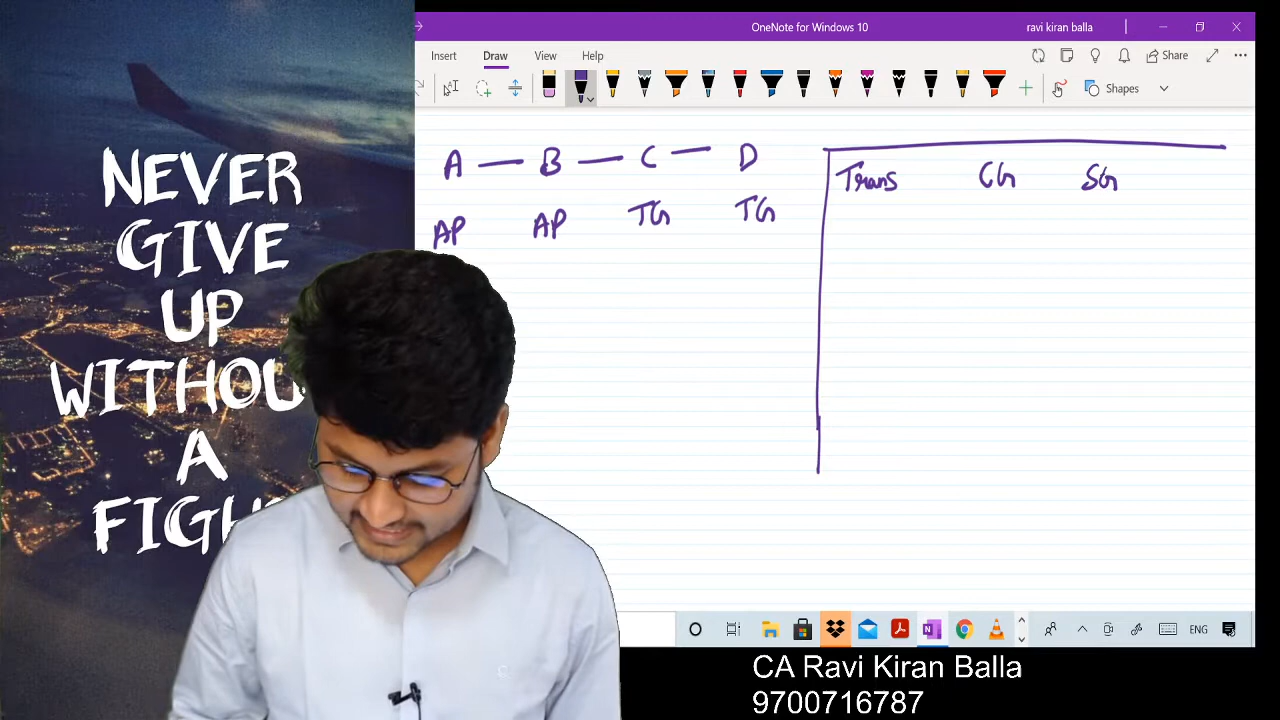 NEVER
GIVE
UP
WITHOU
A
FIGH
OneNote for Windows 10
ravi kiran balla
Insert Draw View Help
Share
Shapes
A — B — C — D
AP AP TG TG
Trans CG SG
ENG
CA Ravi Kiran Balla
9700716787